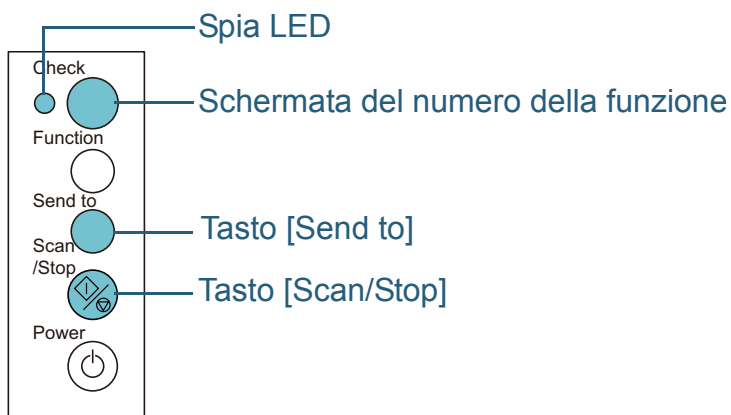 Spia LED
Check
Schermata del numero della funzione
Function
Send to
Tasto [Send to]
Scan
/Stop
Tasto [Scan/Stop]
Power